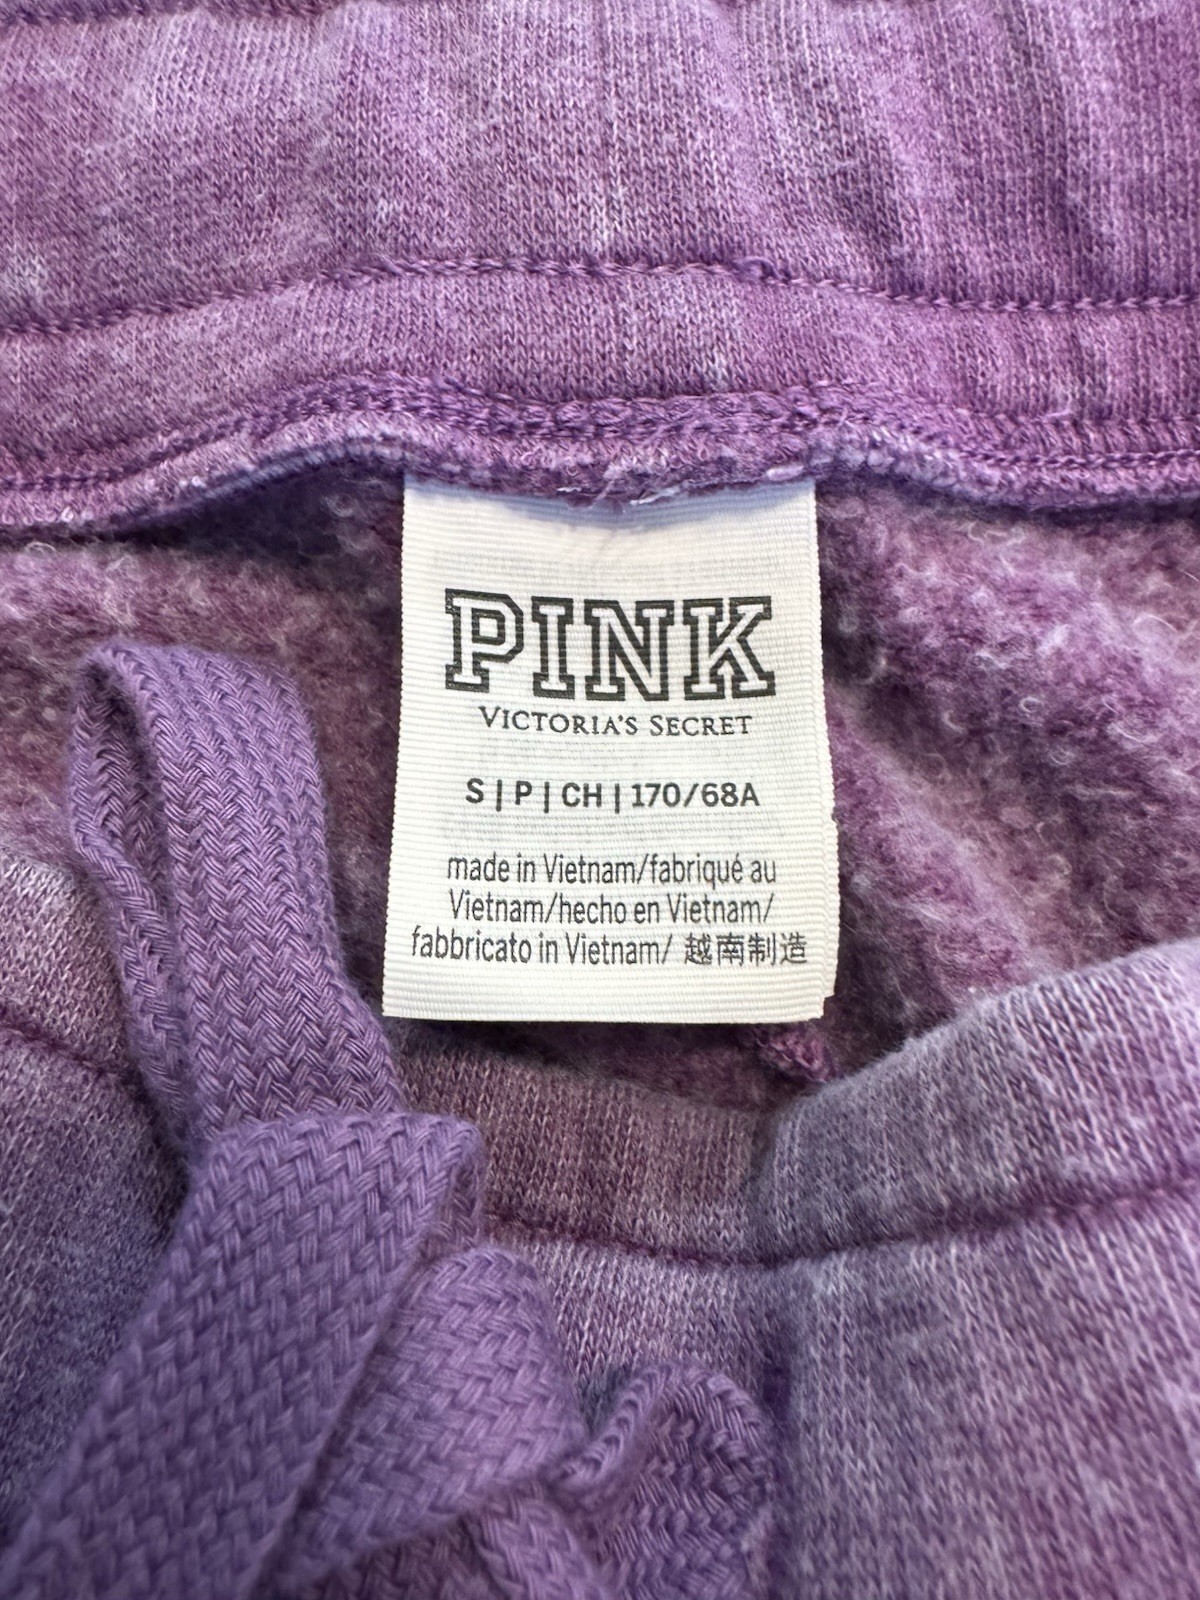 PINK
VICTORIA'S SECRET
S | P | CH | 170/68A
made in Vietnam/fabriqué au
Vietnam/hecho en Vietnam/
fabbricato in Vietnam/ 越南制造